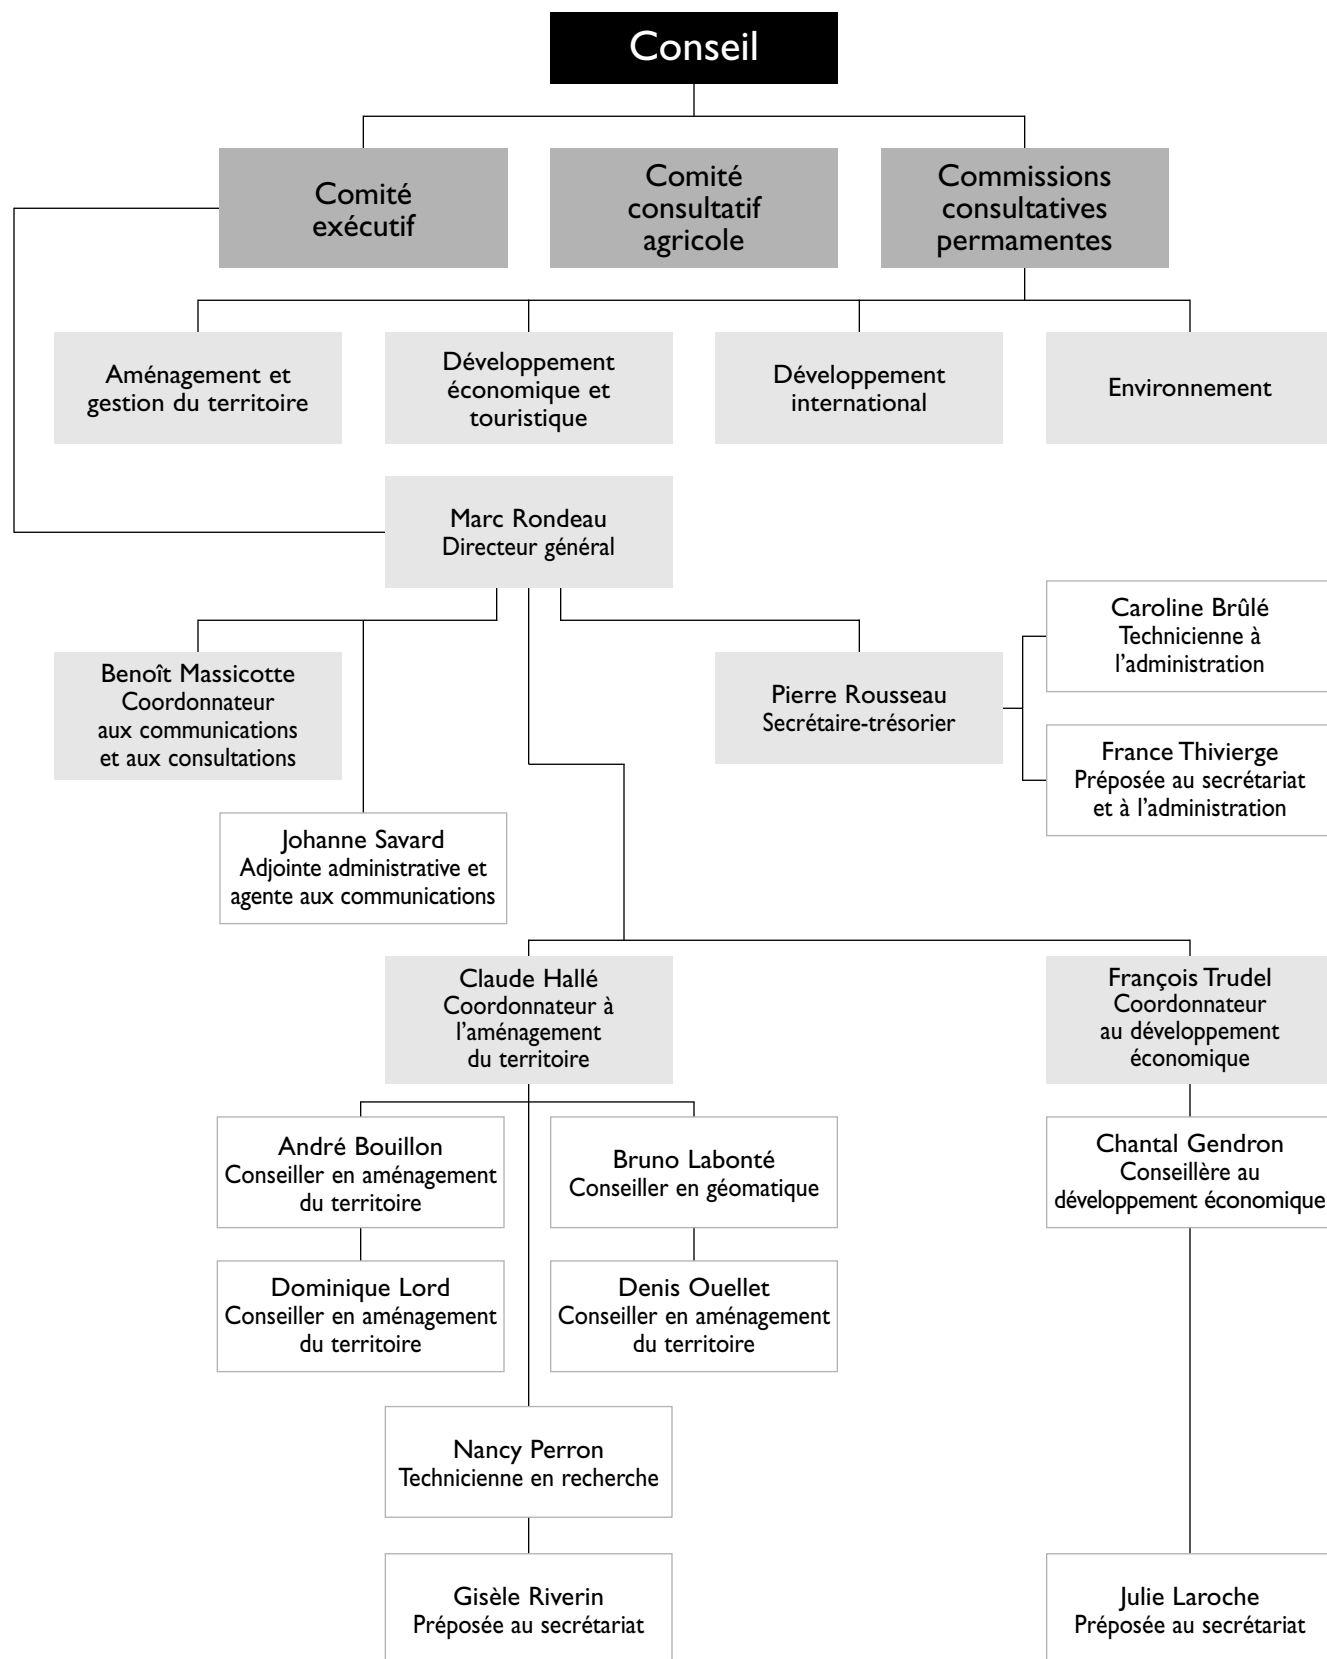 Conseil
Comité
exécutif
Comité
consultatif
agricole
Commissions
consultatives
permamentes
Aménagement et
gestion du territoire
Développement
économique et
touristique
Développement
international
Environnement
Marc Rondeau
Directeur général
Benoît Massicotte
Coordonnateur
aux communications
et aux consultations
Pierre Rousseau
Secrétaire-trésorier
Caroline Brûlé
Technicienne à
l’administration
France Thivierge
Préposée au secrétariat
et à l’administration
Johanne Savard
Adjointe administrative et
agente aux communications
Claude Hallé
Coordonnateur à
l’aménagement
du territoire
François Trudel
Coordonnateur
au développement
économique
André Bouillon
Conseiller en aménagement
du territoire
Bruno Labonté
Conseiller en géomatique
Chantal Gendron
Conseillère au
développement économique
Dominique Lord
Conseiller en aménagement
du territoire
Denis Ouellet
Conseiller en aménagement
du territoire
Nancy Perron
Technicienne en recherche
Gisèle Riverin
Préposée au secrétariat
Julie Laroche
Préposée au secrétariat